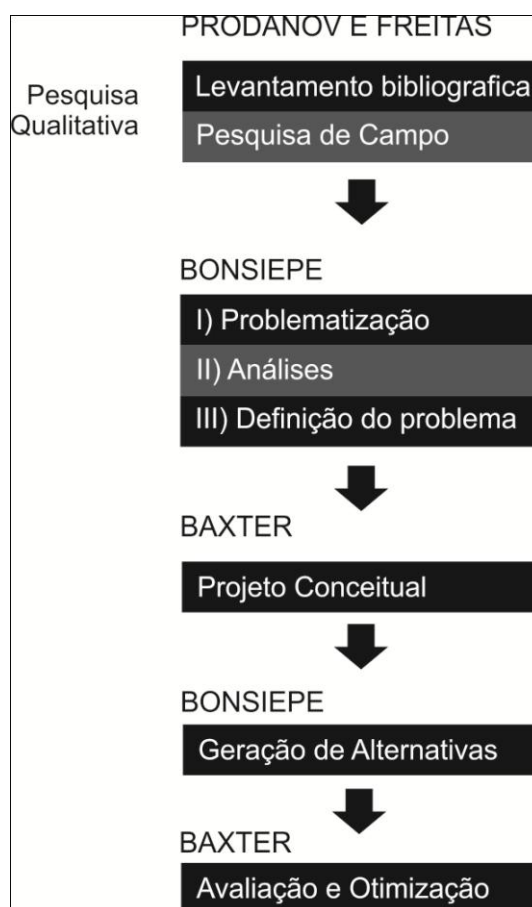 PRODANOV E FREITAS
Pesquisa
Qualitativa
Levantamento bibliografica
Pesquisa de Campo
BONSIEPE
I) Problematização
II) Análises
III) Definição do problema
BAXTER
Projeto Conceitual
BONSIEPE
Geração de Alternativas
BAXTER
Avaliação e Otimização